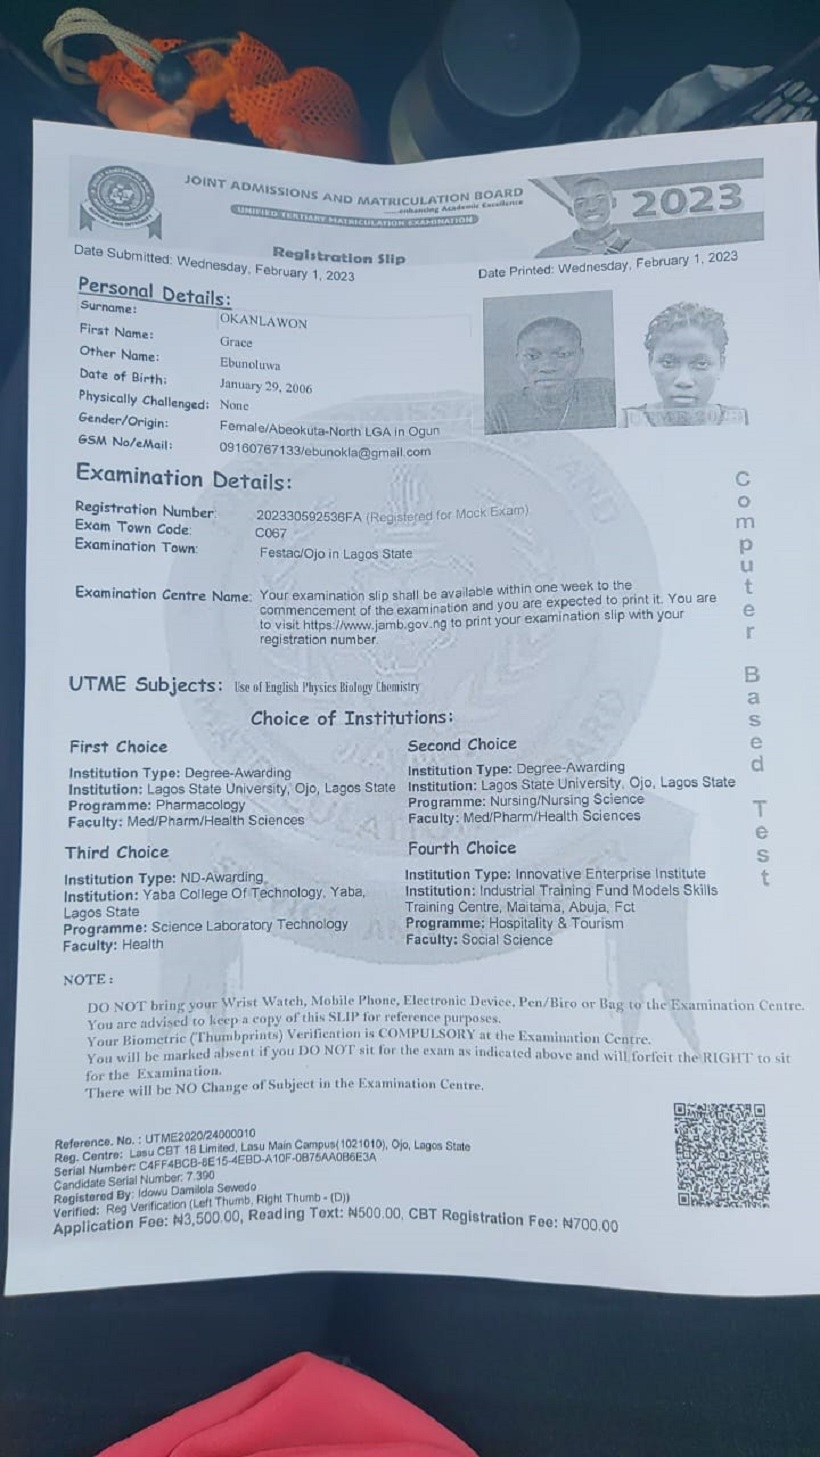 JOINT ADMISSIONS AND MATRICULATION BOARD
......enhancing Academic Excellence
UNIFIED TERTIARY MATRICULATION EXAMINATION
2023
Registration Slip
Date Submitted: Wednesday, February 1, 2023
Date Printed: Wednesday, February 1, 2023
Personal Details:
Surname: OKANLAWON
First Name: Grace
Other Name: Ebunoluwa
Date of Birth: January 29, 2006
Physically Challenged: None
Gender/Origin: Female/Abeokuta-North LGA in Ogun
GSM No/eMail: 09160767133/ebunokla@gmail.com
UTME 2023
Examination Details:
Registration Number: 202330592536FA (Registered for Mock Exam)
Exam Town Code: C067
Examination Town: Festac/Ojo in Lagos State
Examination Centre Name: Your examination slip shall be available within one week to the
commencement of the examination and you are expected to print it. You are
to visit https://www.jamb.gov.ng to print your examination slip with your
registration number.
Computer Based Test
UTME Subjects: Use of English Physics Biology Chemistry
Choice of Institutions:
First Choice
Institution Type: Degree-Awarding
Institution: Lagos State University, Ojo, Lagos State
Programme: Pharmacology
Faculty: Med/Pharm/Health Sciences
Second Choice
Institution Type: Degree-Awarding
Institution: Lagos State University, Ojo, Lagos State
Programme: Nursing/Nursing Science
Faculty: Med/Pharm/Health Sciences
Third Choice
Institution Type: ND-Awarding
Institution: Yaba College Of Technology, Yaba,
Lagos State
Programme: Science Laboratory Technology
Faculty: Health
Fourth Choice
Institution Type: Innovative Enterprise Institute
Institution: Industrial Training Fund Models Skills
Training Centre, Maitama, Abuja, Fct
Programme: Hospitality & Tourism
Faculty: Social Science
NOTE:
DO NOT bring your Wrist Watch, Mobile Phone, Electronic Device, Pen/Biro or Bag to the Examination Centre.
You are advised to keep a copy of this SLIP for reference purposes.
Your Biometric (Thumbprints) Verification is COMPULSORY at the Examination Centre.
You will be marked absent if you DO NOT sit for the exam as indicated above and will forfeit the RIGHT to sit
for the Examination.
There will be NO Change of Subject in the Examination Centre.
Reference. No. : UTME2020/24000010
Reg. Centre: Lasu CBT 18 Limited, Lasu Main Campus(1021010), Ojo, Lagos State
Serial Number: C4FF4BCB-8E15-4EBD-A10F-0B75AA0B6E3A
Candidate Serial Number: 7.390
Registered By: Idowu Damilola Sewedo
Verified: Reg Verification (Left Thumb, Right Thumb - (D))
Application Fee: ₦3,500.00, Reading Text: ₦500.00, CBT Registration Fee: ₦700.00